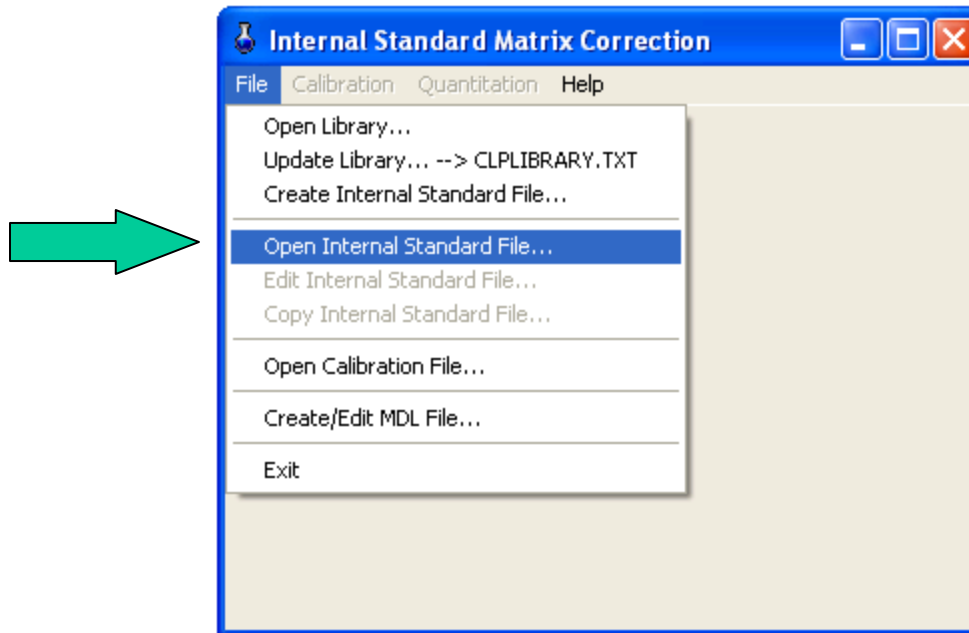 Internal Standard Matrix Correction
File Calibration Quantitation Help
Open Library...
Update Library... --> CLPLIBRARY.TXT
Create Internal Standard File...
Open Internal Standard File...
Edit Internal Standard File...
Copy Internal Standard File...
Open Calibration File...
Create/Edit MDL File...
Exit